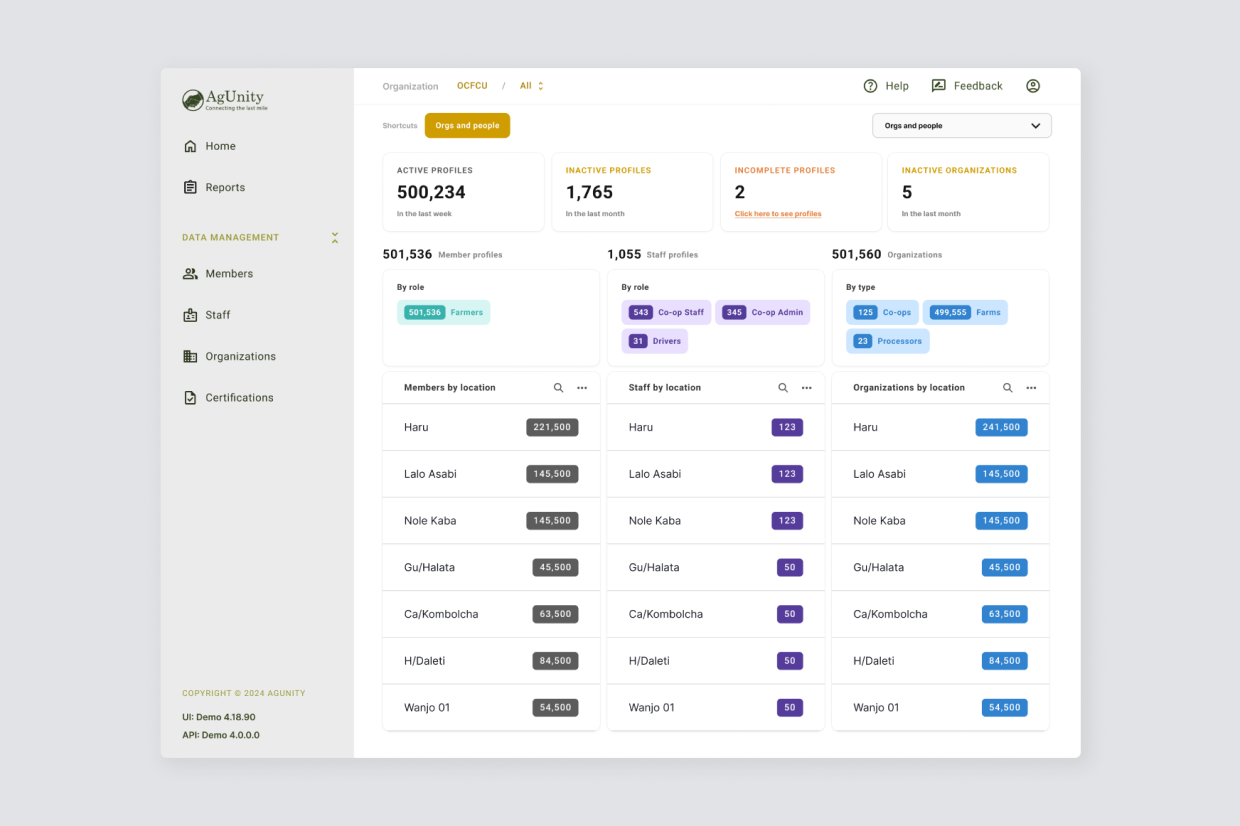 AgUnity
Connecting the last mile
Home
Reports
DATA MANAGEMENT
Members
Staff
Organizations
Certifications
COPYRIGHT © 2024 AGUNITY
UI: Demo 4.18.90
API: Demo 4.0.0.0
Organization OCFCU / All
Help Feedback
Shortcuts Orgs and people
Orgs and people
ACTIVE PROFILES
500,234
In the last week
INACTIVE PROFILES
1,765
In the last month
INCOMPLETE PROFILES
2
Click here to see profiles
INACTIVE ORGANIZATIONS
5
In the last month
501,536 Member profiles
By role
501,536 Farmers
1,055 Staff profiles
By role
543 Co-op Staff 345 Co-op Admin
31 Drivers
501,560 Organizations
By type
125 Co-ops 499,555 Farms
23 Processors
Members by location
Haru 221,500
Lalo Asabi 145,500
Nole Kaba 145,500
Gu/Halata 45,500
Ca/Kombolcha 63,500
H/Daleti 84,500
Wanjo 01 54,500
Staff by location
Haru 123
Lalo Asabi 123
Nole Kaba 123
Gu/Halata 50
Ca/Kombolcha 50
H/Daleti 50
Wanjo 01 50
Organizations by location
Haru 241,500
Lalo Asabi 145,500
Nole Kaba 145,500
Gu/Halata 45,500
Ca/Kombolcha 63,500
H/Daleti 84,500
Wanjo 01 54,500